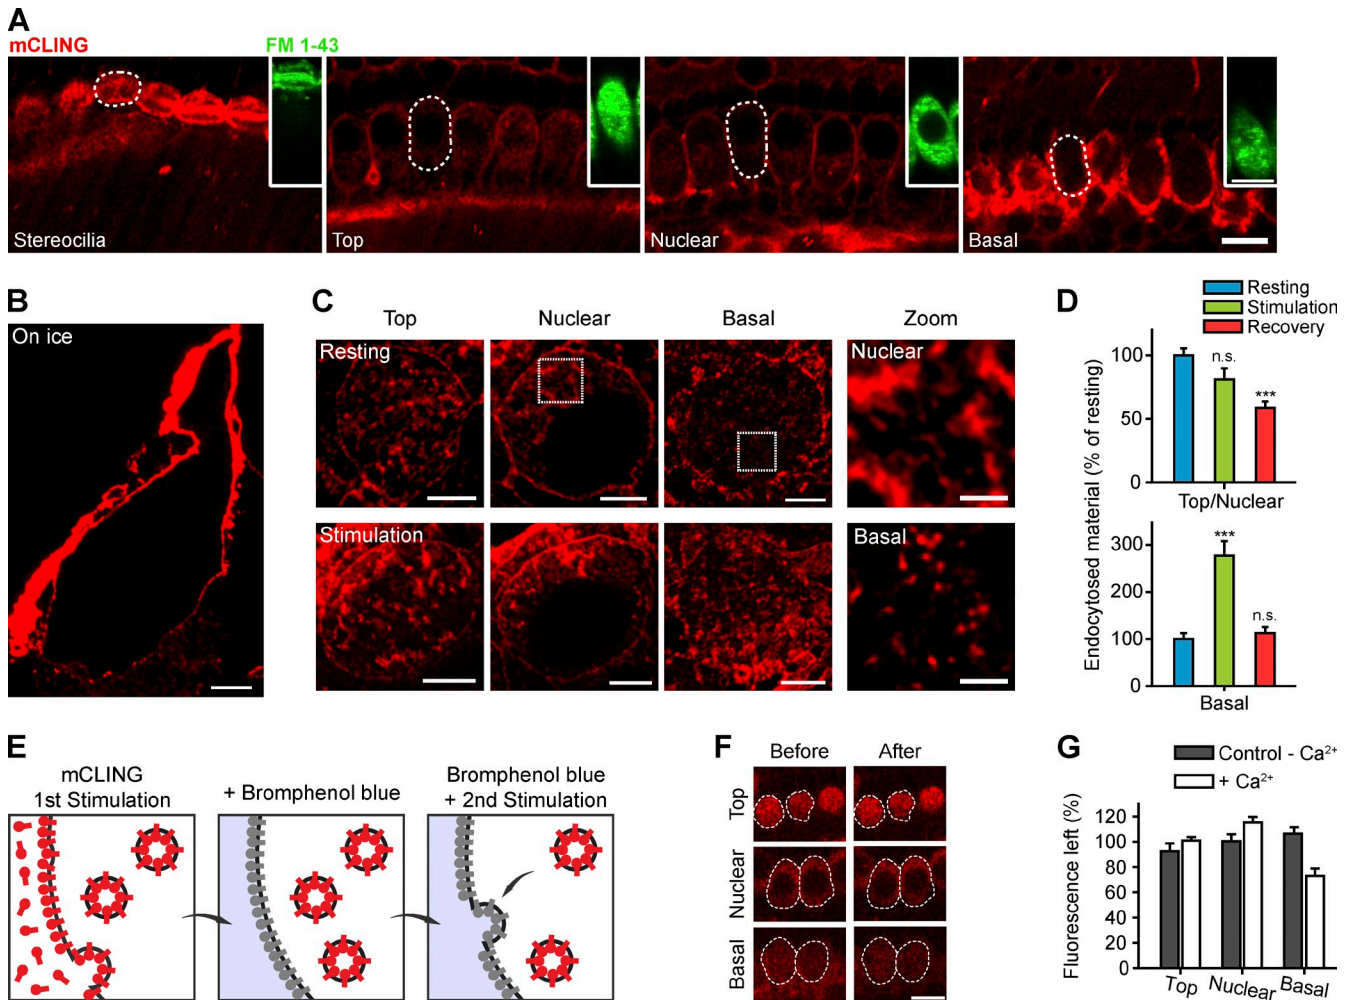 A
mCLING
FM 1-43
Stereocilia
Top
Nuclear
Basal
B
On ice
C
Top
Nuclear
Basal
Zoom
Resting
Nuclear
Stimulation
Basal
D
Resting
Stimulation
Recovery
Endocytosed material (% of resting)
100
50
0
n.s.
***
Top/Nuclear
300
200
100
0
***
n.s.
Basal
E
mCLING
1st Stimulation
+ Bromphenol blue
Bromphenol blue
+ 2nd Stimulation
F
Before
After
Top
Nuclear
Basal
G
Control - Ca²⁺
+ Ca²⁺
Fluorescence left (%)
120
100
80
60
40
20
0
Top
Nuclear
Basal